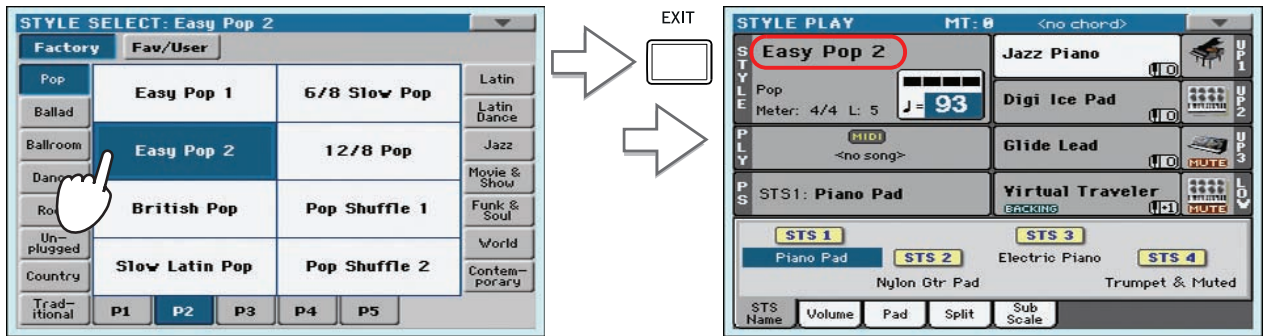 STYLE SELECT: Easy Pop 2
Factory Fav/User
Pop
Ballad
Ballroom
Un-
plugged
Country
Trad-
itional
Easy Pop 1
6/8 Slow Pop
Easy Pop 2
12/8 Pop
British Pop
Pop Shuffle 1
Slow Latin Pop
Pop Shuffle 2
Latin
Latin
Dance
Jazz
Movie &
Show
Funk &
Soul
World
Contem-
porary
P1 P2 P3 P4 P5
EXIT
STYLE PLAY MT: 0 <no chord>
STYLE
Easy Pop 2
Pop
Meter: 4/4 L: 5
♩= 93
PLY
MIDI
<no song>
PS
STS1: Piano Pad
Jazz Piano
0
UP1
Digi Ice Pad
0
UP2
Glide Lead
0 MUTE
UP3
Virtual Traveler
BACKING +1 MUTE
LOW
STS 1
Piano Pad
STS 2
Nylon Gtr Pad
STS 3
Electric Piano
STS 4
Trumpet & Muted
STS
Name
Volume
Pad
Split
Sub
Scale